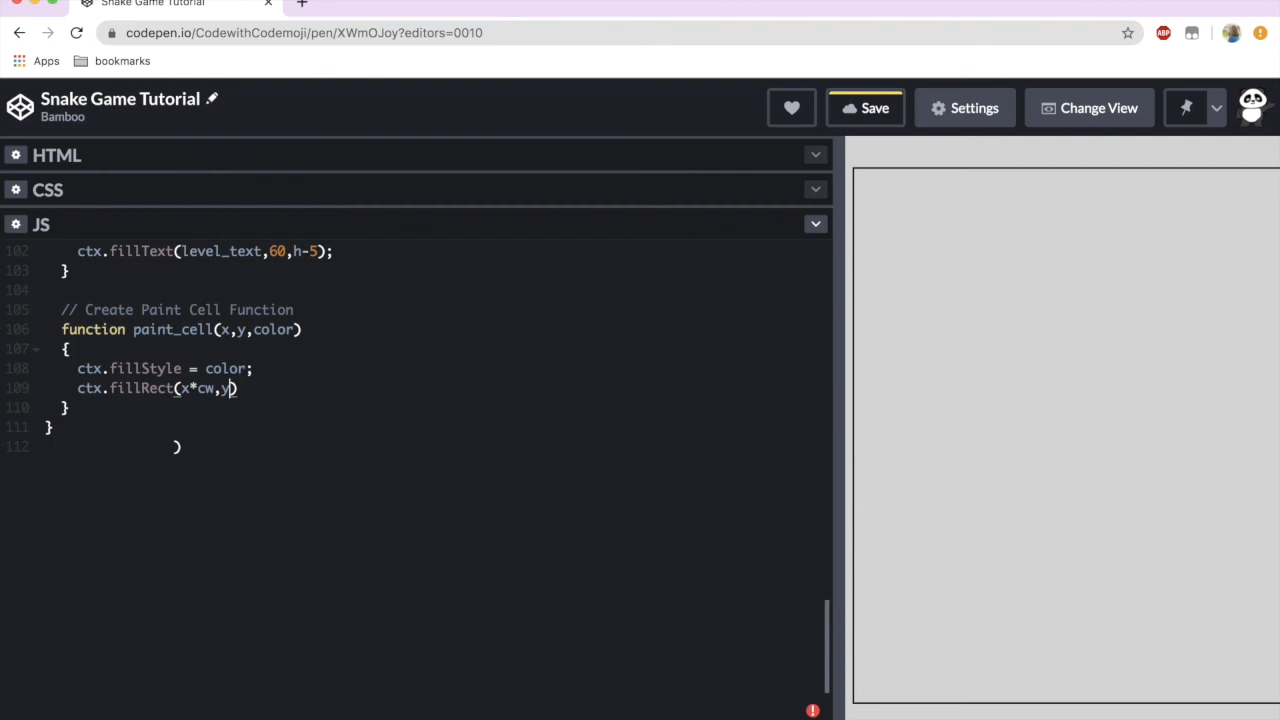 Snake Game Tutorial
codepen.io/CodewithCodemoji/pen/XWmOJoy?editors=0010
ABP
Apps
bookmarks
Snake Game Tutorial
Bamboo
Save
Settings
Change View
HTML
CSS
JS
102 ctx.fillText(level_text,60,h-5);
103 }
104
105 // Create Paint Cell Function
106 function paint_cell(x,y,color)
107 {
108 ctx.fillStyle = color;
109 ctx.fillRect(x*cw,y)
110 }
111 }
112 )
!